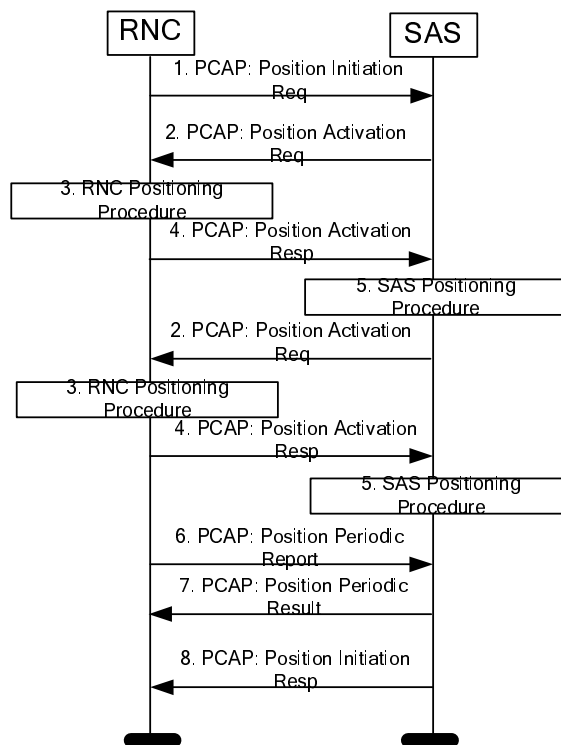 RNC
SAS
1. PCAP: Position Initiation
Req
2. PCAP: Position Activation
Req
3. RNC Positioning
Procedure
4. PCAP: Position Activation
Resp
5. SAS Positioning
Procedure
2. PCAP: Position Activation
Req
3. RNC Positioning
Procedure
4. PCAP: Position Activation
Resp
5. SAS Positioning
Procedure
6. PCAP: Position Periodic
Report
7. PCAP: Position Periodic
Result
8. PCAP: Position Initiation
Resp